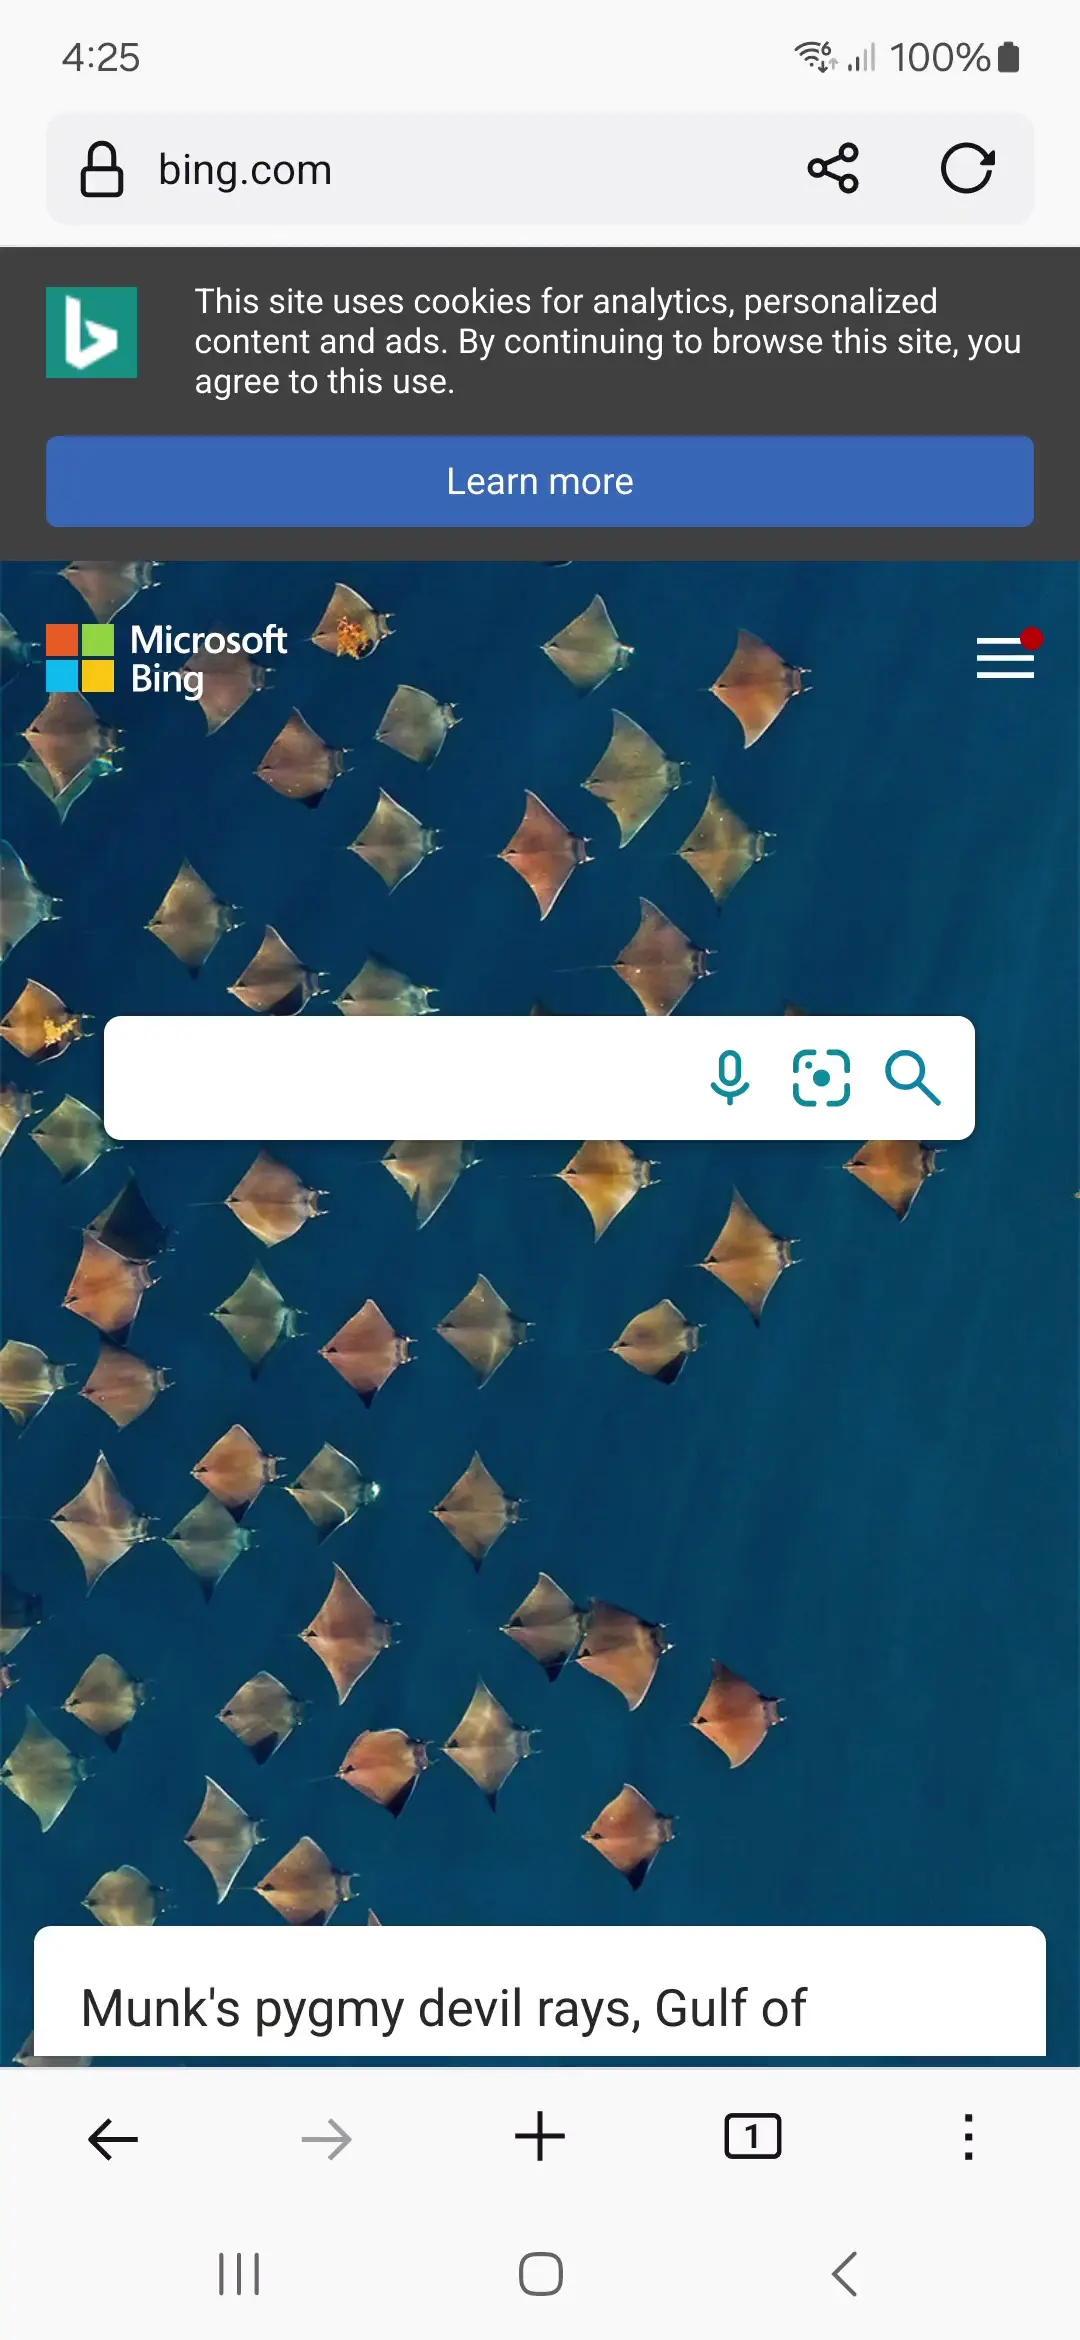 4:25
6
100%
bing.com
This site uses cookies for analytics, personalized
content and ads. By continuing to browse this site, you
agree to this use.
Learn more
Microsoft
Bing
Munk's pygmy devil rays, Gulf of
1